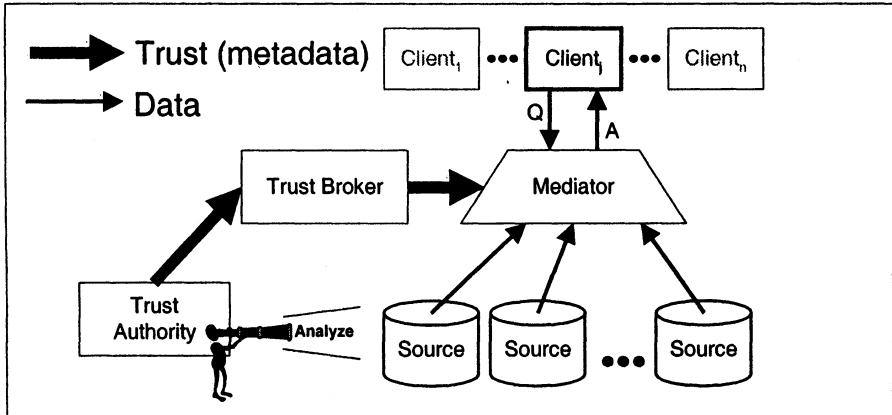 Trust (metadata)
Data
Client₁ ●●● Clientⱼ ●●● Clientₙ
Q
A
Trust Broker
Mediator
Trust
Authority
Analyze
Source
Source
●●●
Source